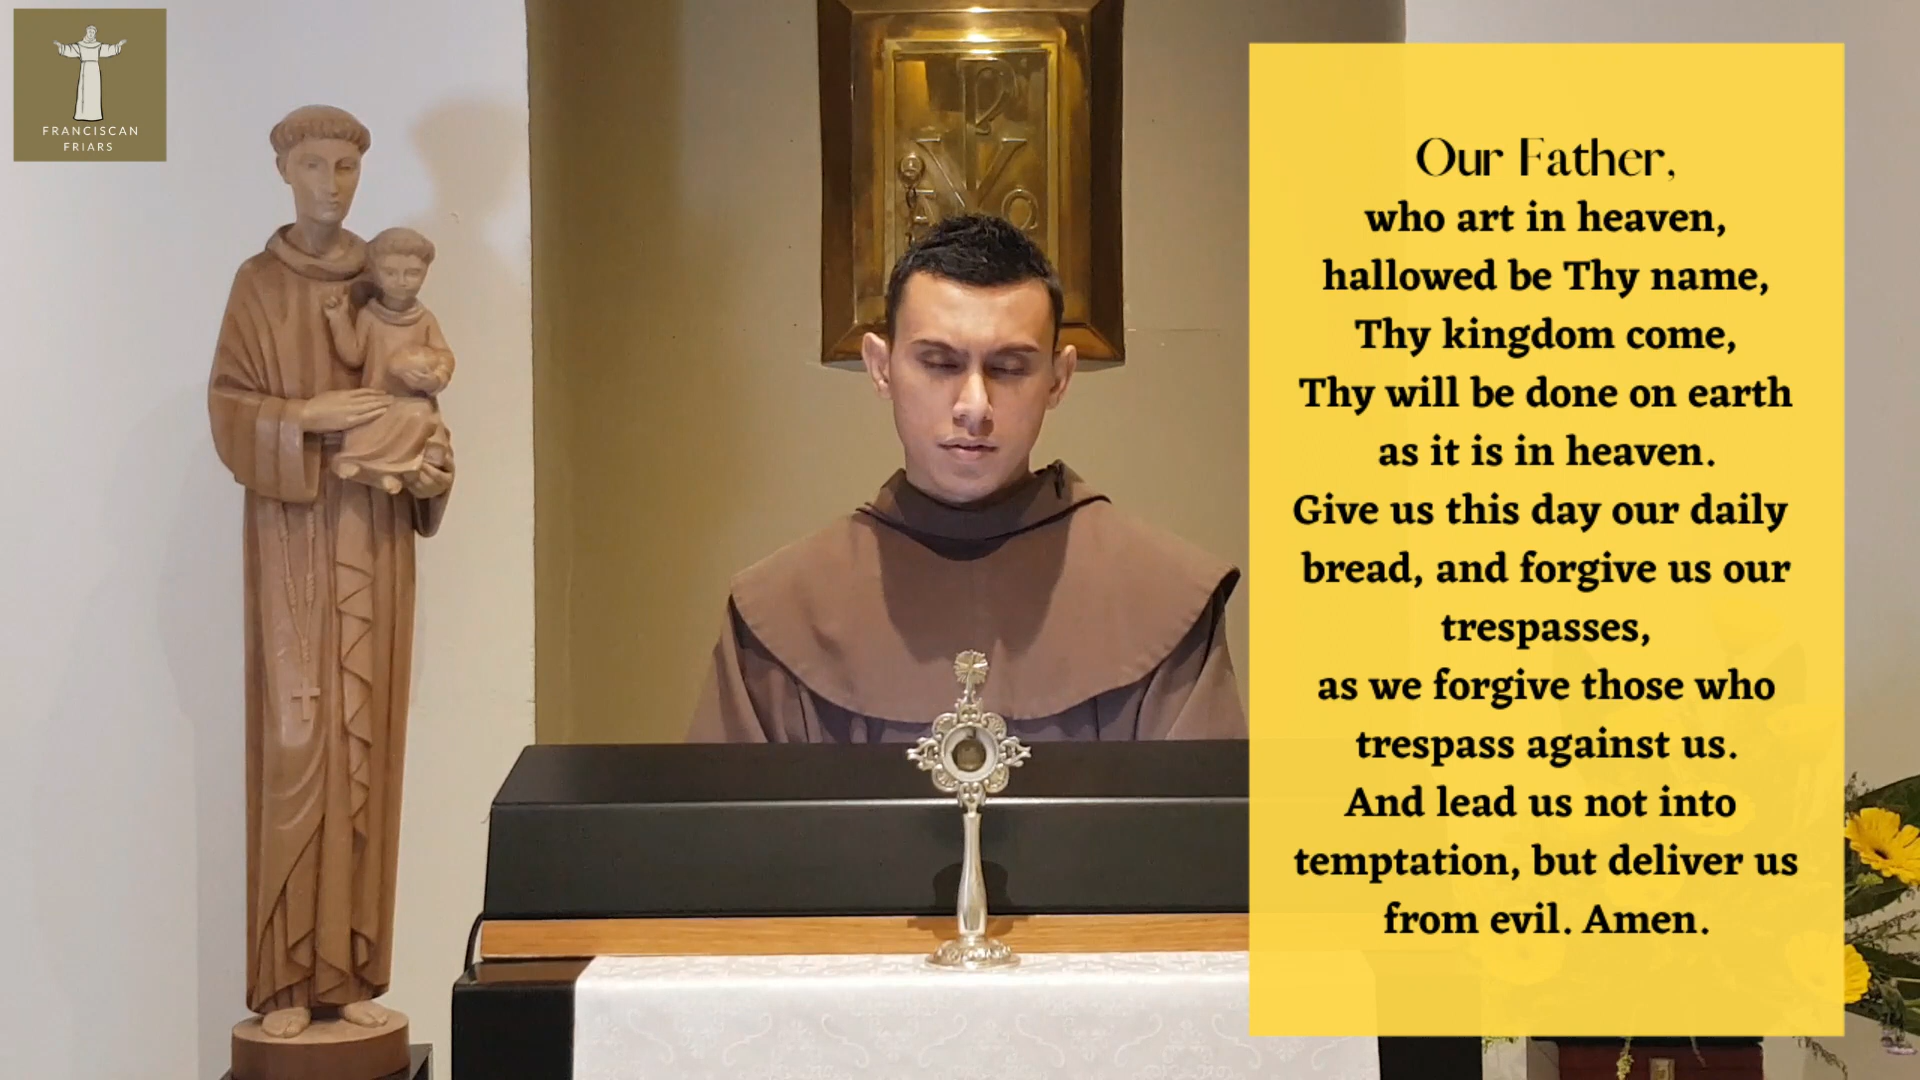 FRANCISCAN
FRIARS
Our Father,
who art in heaven,
hallowed be Thy name,
Thy kingdom come,
Thy will be done on earth
as it is in heaven.
Give us this day our daily
bread, and forgive us our
trespasses,
as we forgive those who
trespass against us.
And lead us not into
temptation, but deliver us
from evil. Amen.